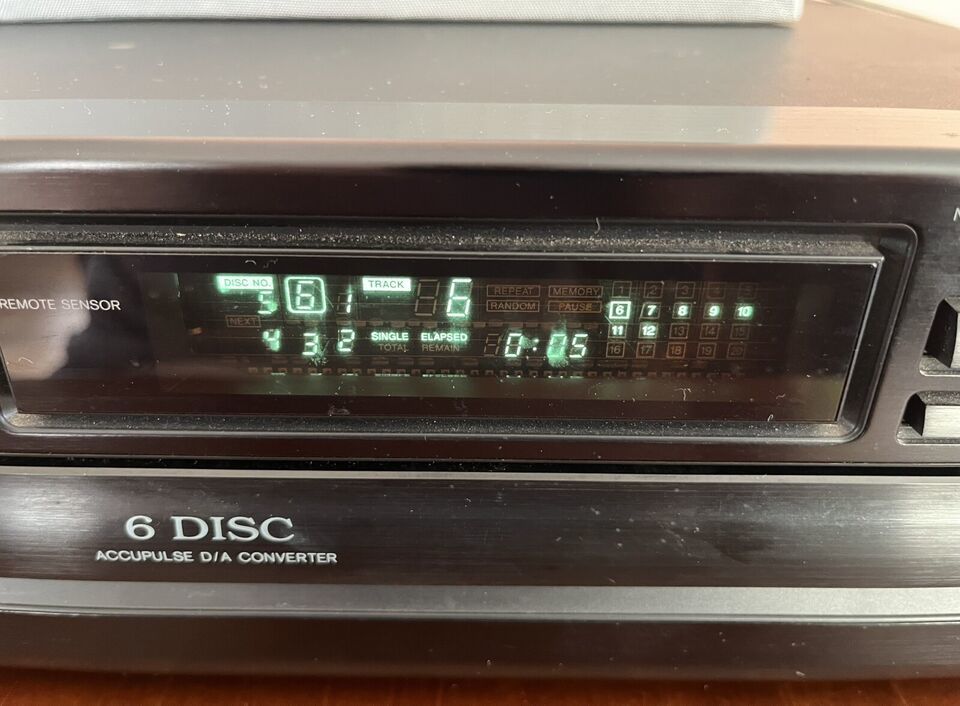 DISC NO. TRACK
5 6 1 6
REPEAT MEMORY 1 2 3 4 5
RANDOM PAUSE 6 7 8 9 10
REMOTE SENSOR
NEXT
4 3 2 SINGLE ELAPSED 0:05 11 12 13 14 15
TOTAL REMAIN 16 17 18 19 20
6 DISC
ACCUPULSE D/A CONVERTER